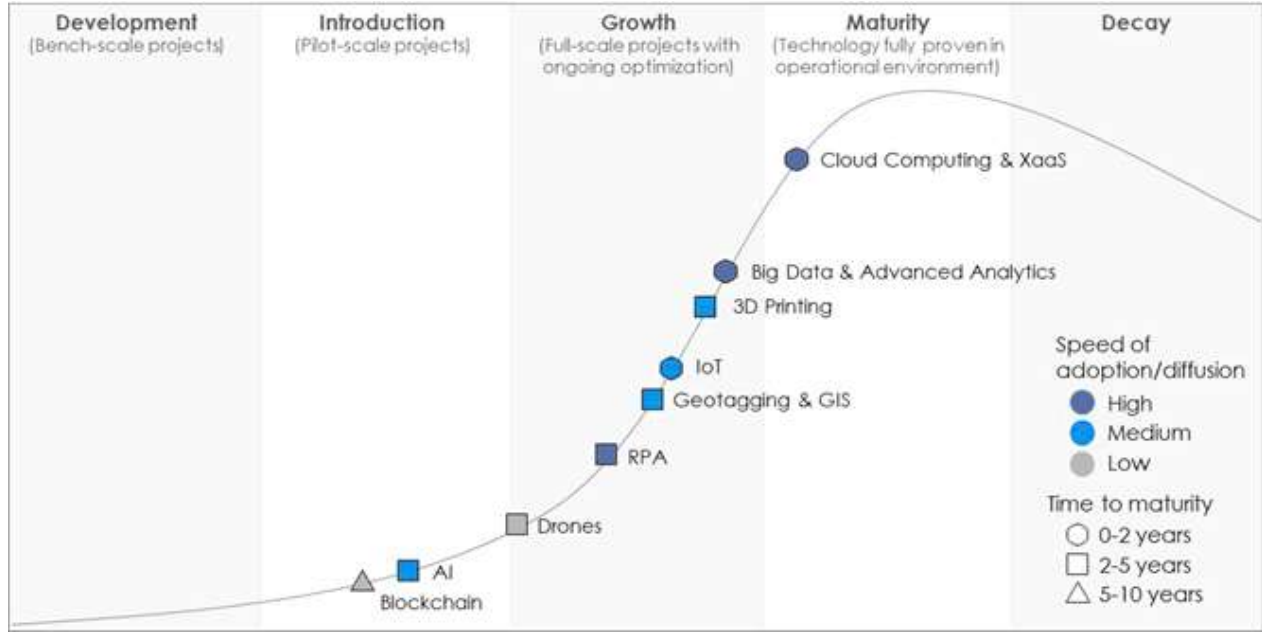 Development
(Bench-scale projects)
Introduction
(Pilot-scale projects)
Growth
(Full-scale projects with
ongoing optimization)
Maturity
(Technology fully proven in
operational environment)
Decay
Cloud Computing & XaaS
Big Data & Advanced Analytics
3D Printing
IoT
Geotagging & GIS
RPA
Drones
AI
Blockchain
Speed of
adoption/diffusion
High
Medium
Low
Time to maturity
0-2 years
2-5 years
5-10 years